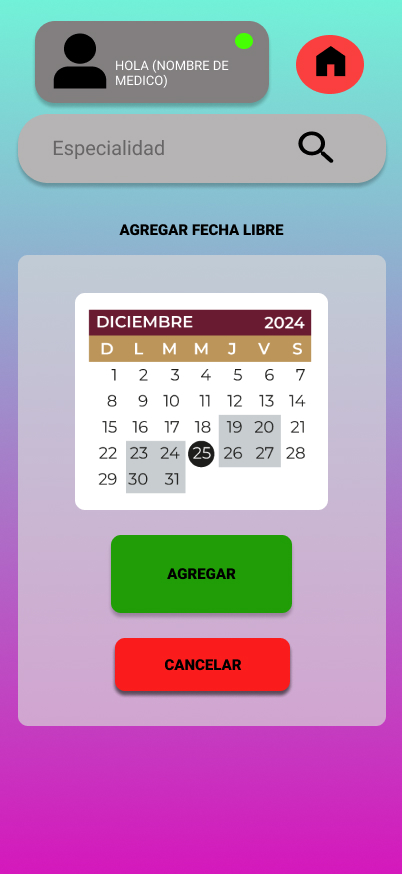 HOLA (NOMBRE DE
MEDICO)
Especialidad
AGREGAR FECHA LIBRE
DICIEMBRE 2024
D L M M J V S
1 2 3 4 5 6 7
8 9 10 11 12 13 14
15 16 17 18 19 20 21
22 23 24 25 26 27 28
29 30 31
AGREGAR
CANCELAR